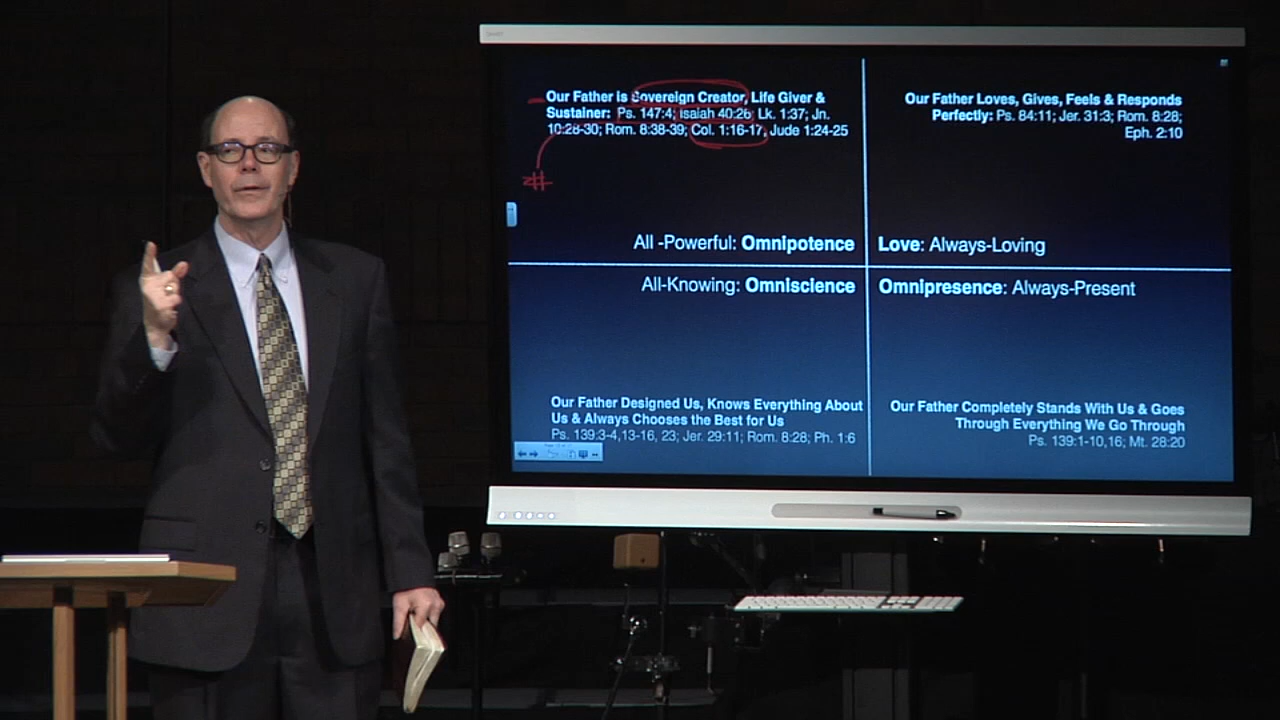 Our Father is Sovereign Creator, Life Giver &
Sustainer: Ps. 147:4; Isaiah 40:26; Lk. 1:37; Jn.
10:28-30; Rom. 8:38-39; Col. 1:16-17; Jude 1:24-25
Our Father Loves, Gives, Feels & Responds
Perfectly: Ps. 84:11; Jer. 31:3; Rom. 8:28;
Eph. 2:10
All -Powerful: Omnipotence
Love: Always-Loving
All-Knowing: Omniscience
Omnipresence: Always-Present
Our Father Designed Us, Knows Everything About
Us & Always Chooses the Best for Us
Ps. 139:3-4,13-16, 23; Jer. 29:11; Rom. 8:28; Ph. 1:6
Our Father Completely Stands With Us & Goes
Through Everything We Go Through
Ps. 139:1-10,16; Mt. 28:20